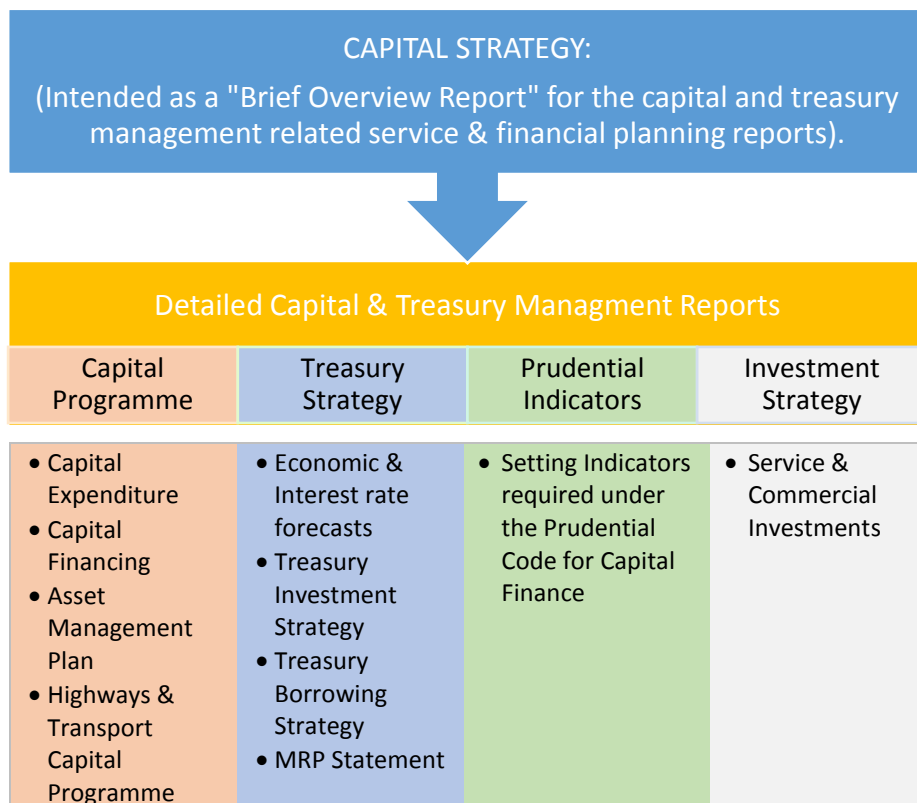 CAPITAL STRATEGY:
(Intended as a "Brief Overview Report" for the capital and treasury
management related service & financial planning reports).
Detailed Capital & Treasury Managment Reports
Capital
Programme
Treasury
Strategy
Prudential
Indicators
Investment
Strategy
• Capital
Expenditure
• Capital
Financing
• Asset
Management
Plan
• Highways &
Transport
Capital
Programme
• Economic &
Interest rate
forecasts
• Treasury
Investment
Strategy
• Treasury
Borrowing
Strategy
• MRP Statement
• Setting Indicators
required under
the Prudential
Code for Capital
Finance
• Service &
Commercial
Investments